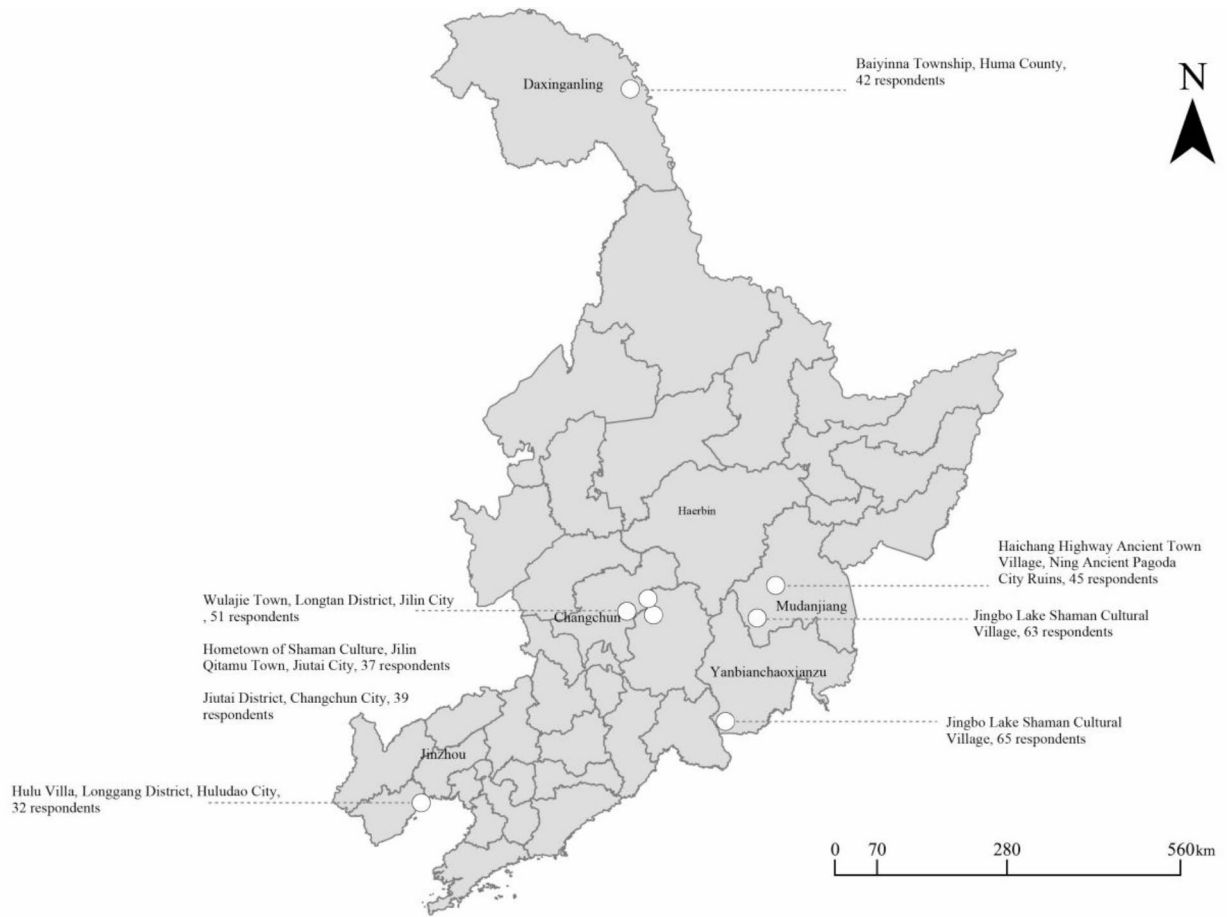 Baiyinna Township, Huma County,
42 respondents
N
Daxinganling
Haerbin
Haichang Highway Ancient Town
Village, Ning Ancient Pagoda
City Ruins, 45 respondents
Wulajie Town, Longtan District, Jilin City
, 51 respondents
Changchun
Mudanjiang
Jingbo Lake Shaman Cultural
Village, 63 respondents
Hometown of Shaman Culture, Jilin
Qitamu Town, Jiutai City, 37 respondents
Yanbianchaoxianzu
Jiutai District, Changchun City, 39
respondents
Jingbo Lake Shaman Cultural
Village, 65 respondents
JinZhou
Hulu Villa, Longgang District, Huludao City,
32 respondents
0 70 280 560km